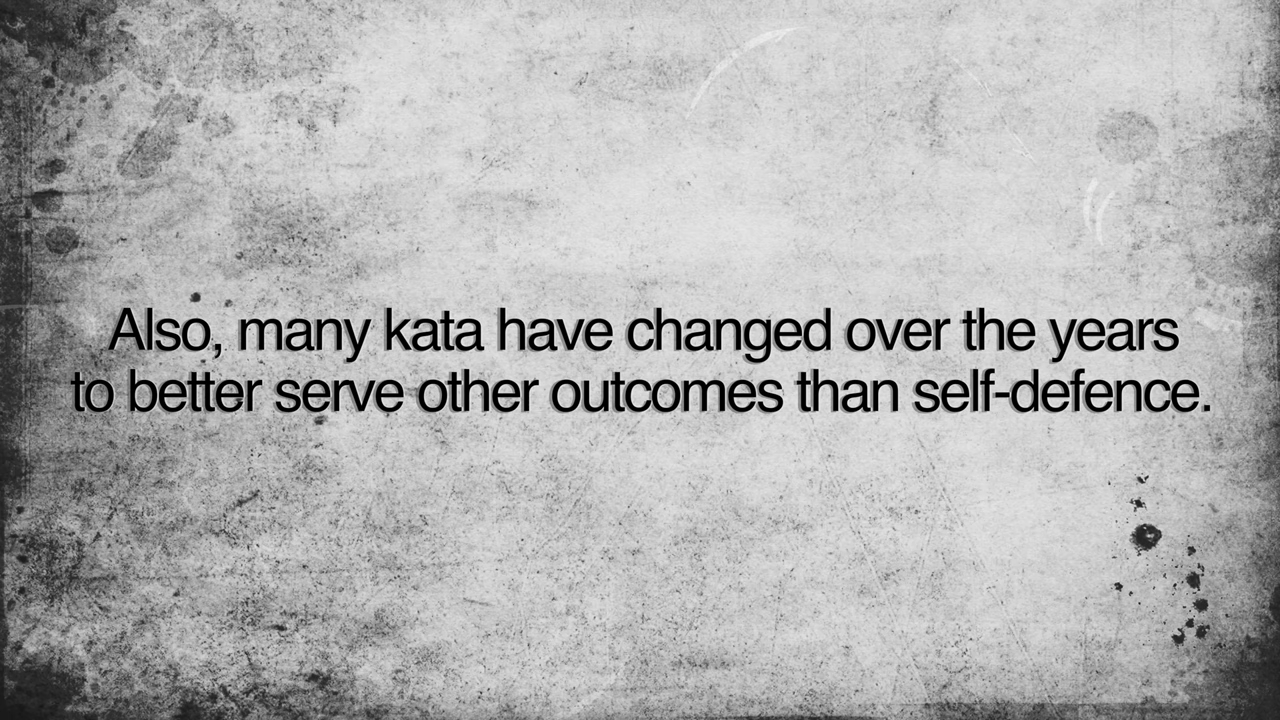 Also, many kata have changed over the years
to better serve other outcomes than self-defence.